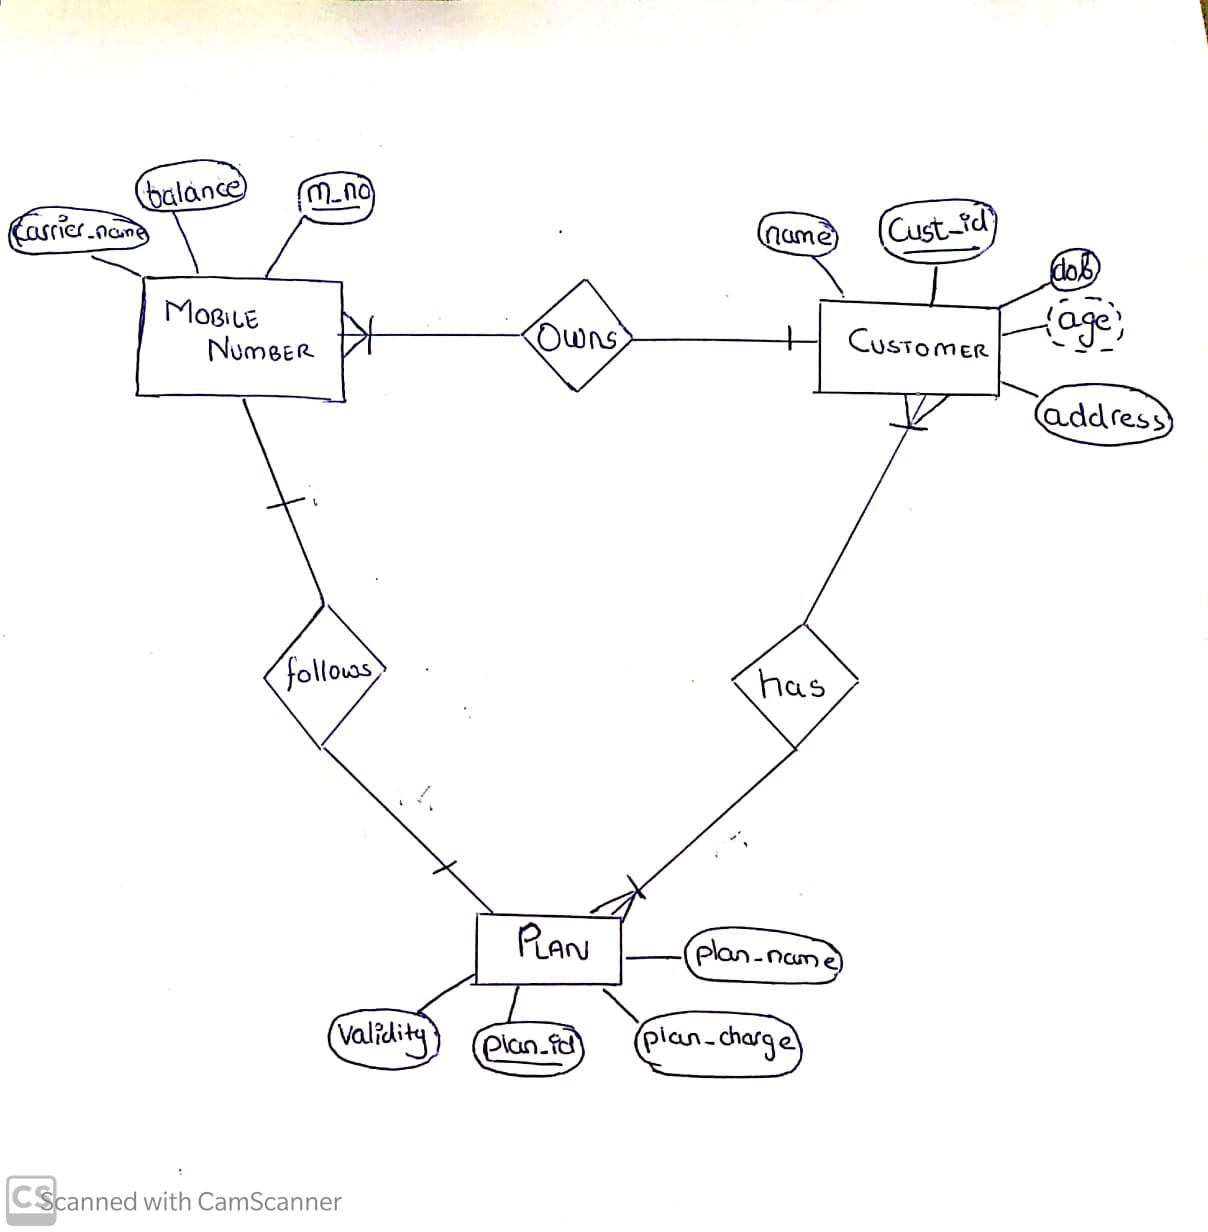 balance
m_no
Carrier_name
name
Cust_id
dob
age
address
MOBILE
NUMBER
Owns
CUSTOMER
follows
has
PLAN
plan_name
validity
plan_id
plan_charge
CS
Scanned with CamScanner